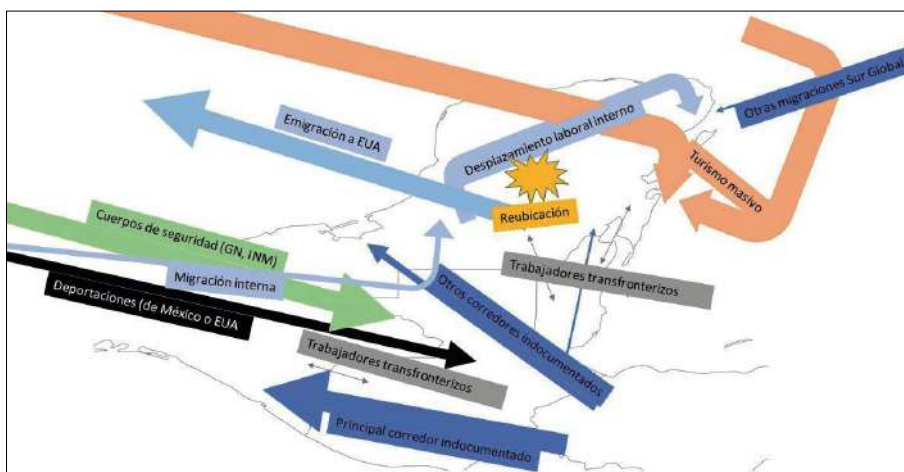 Otras migraciones Sur Global
Emigración a EUA
Desplazamiento laboral interno
Turismo masivo
Reubicación
Cuerpos de seguridad (GN, INM)
Migración interna
Trabajadores transfronterizos
Deportaciones (de México o EUA
Otros corredores indocumentados
Trabajadores transfronterizos
Principal corredor indocumentado